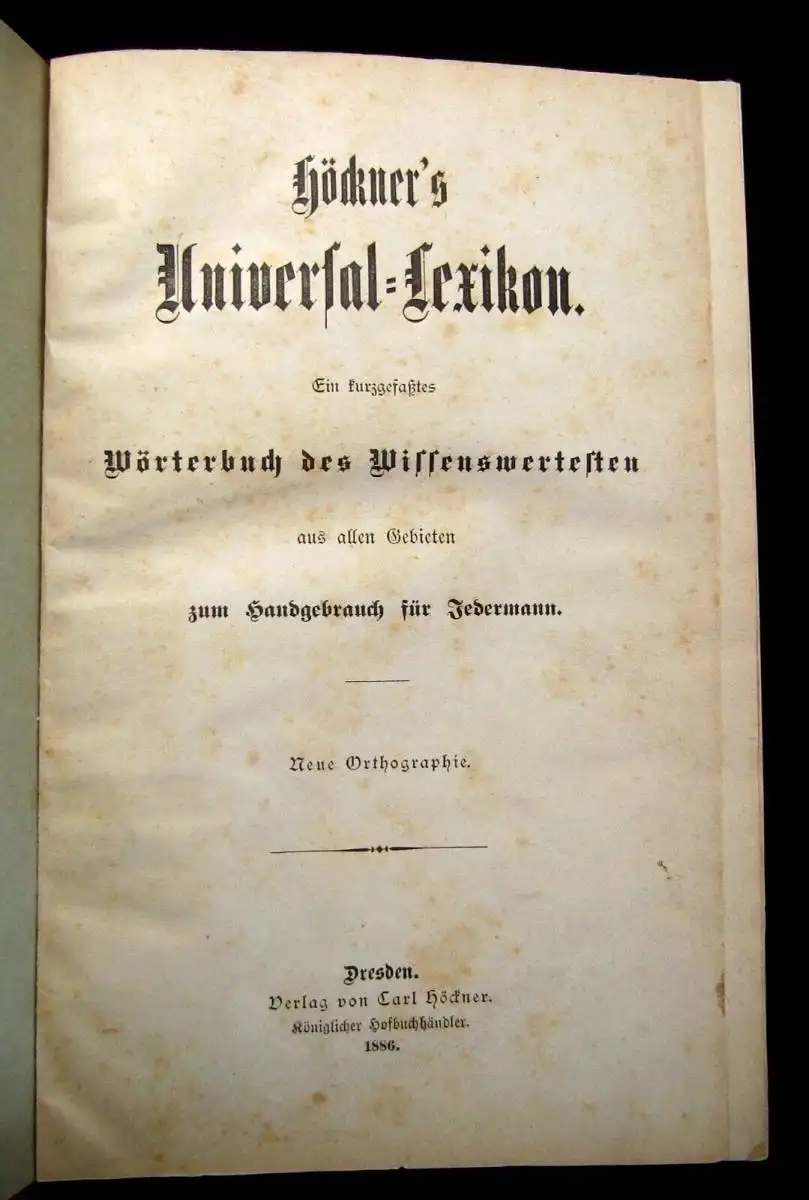 Höckner's
Universal=Lexikon.
Ein kurzgefaßtes
Wörterbuch des Wissenswertesten
aus allen Gebieten
zum Handgebrauch für Jedermann.
Neue Orthographie.
Dresden.
Verlag von Carl Höckner.
Königlicher Hofbuchhändler.
1886.